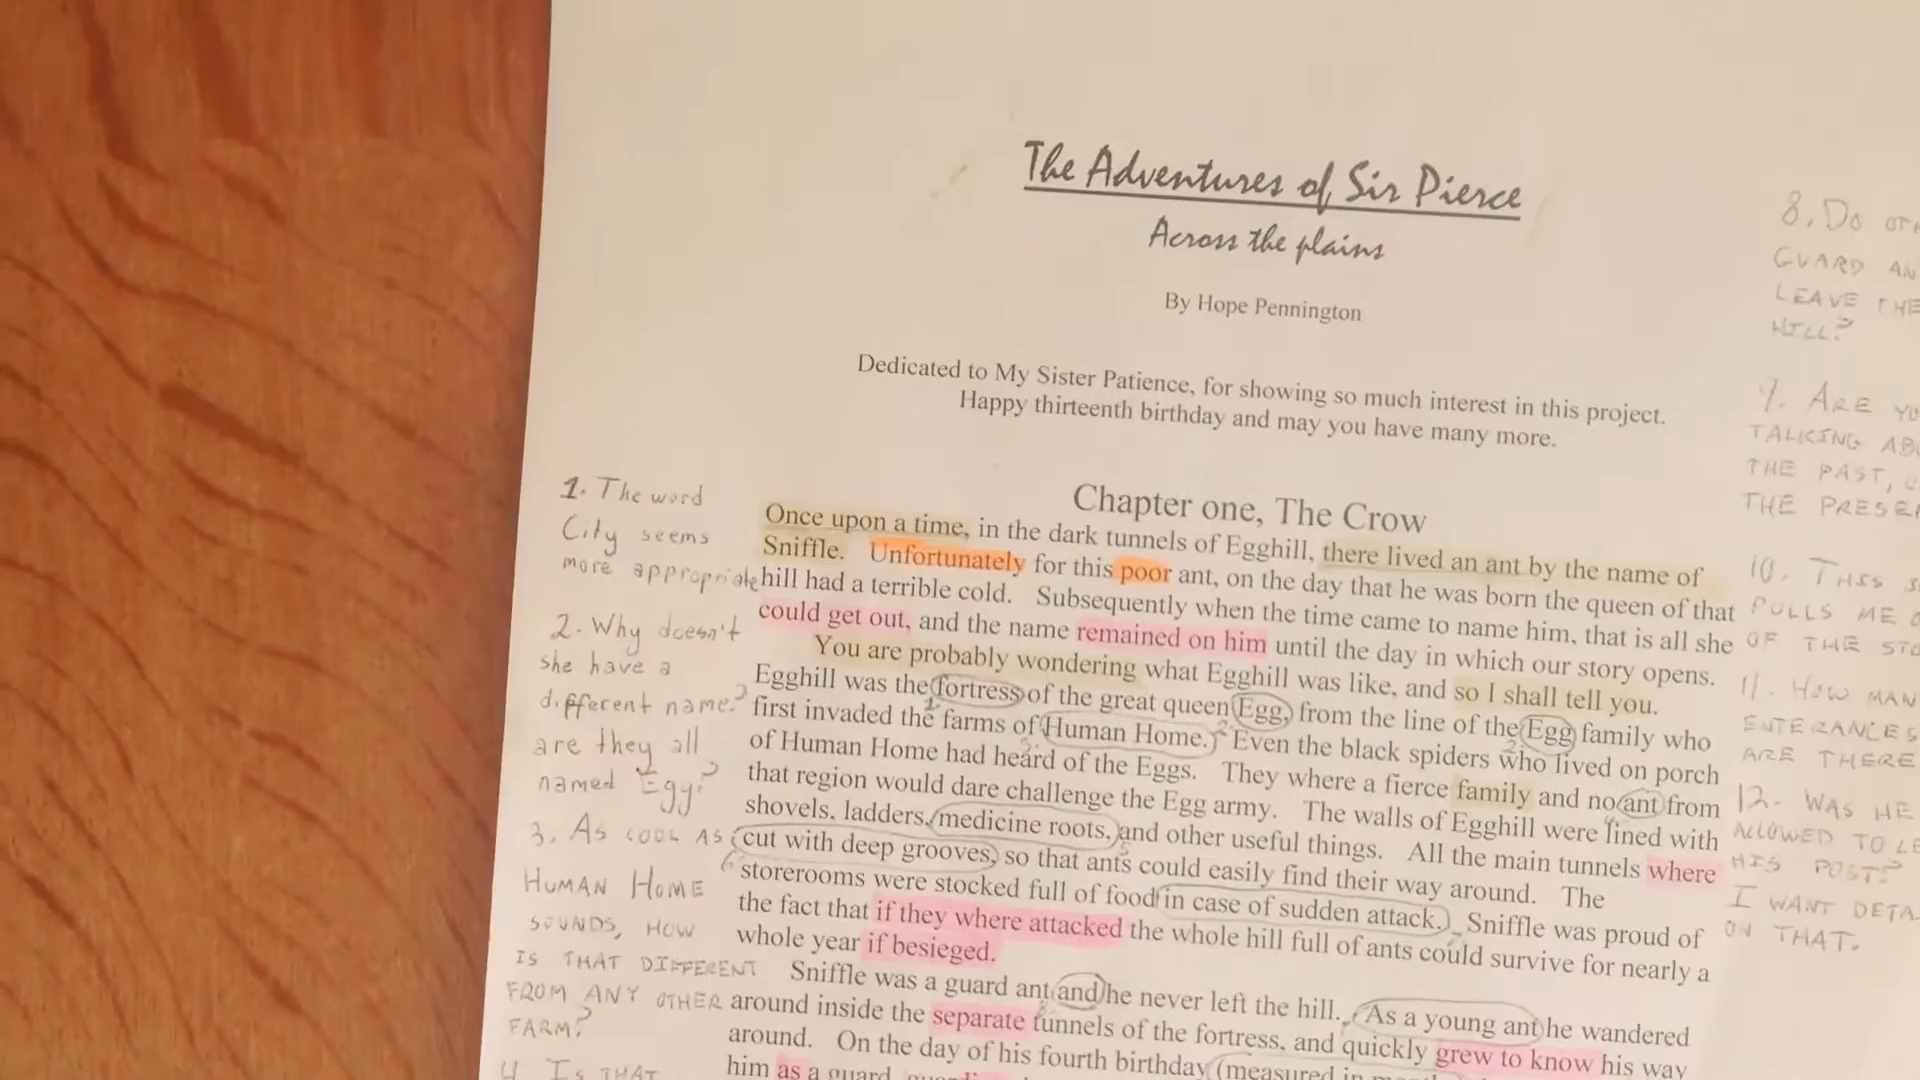 The Adventures of Sir Pierce
Across the plains
By Hope Pennington
Dedicated to My Sister Patience, for showing so much interest in this project.
Happy thirteenth birthday and may you have many more.
Chapter one, The Crow
Once upon a time, in the dark tunnels of Egghill, there lived an ant by the name of
Sniffle. Unfortunately for this poor ant, on the day that he was born the queen of that
hill had a terrible cold. Subsequently when the time came to name him, that is all she
could get out, and the name remained on him until the day in which our story opens.
You are probably wondering what Egghill was like, and so I shall tell you.
Egghill was the fortress of the great queen Egg, from the line of the Egg family who
first invaded the farms of Human Home. Even the black spiders who lived on porch
of Human Home had heard of the Eggs. They where a fierce family and no ant from
that region would dare challenge the Egg army. The walls of Egghill were lined with
shovels, ladders, medicine roots, and other useful things. All the main tunnels where
cut with deep grooves, so that ants could easily find their way around. The
storerooms were stocked full of food in case of sudden attack. Sniffle was proud of
the fact that if they where attacked the whole hill full of ants could survive for nearly a
whole year if besieged.
Sniffle was a guard ant and he never left the hill. As a young ant he wandered
around inside the separate tunnels of the fortress, and quickly grew to know his way
around. On the day of his fourth birthday (measured in
him as a guard,
1. The word
City seems
more appropriate
2. Why doesn't
she have a
different name?
are they all
named Egg?
3. AS COOL AS
HUMAN HOME
SOUNDS, HOW
IS THAT DIFFERENT
FROM ANY OTHER
FARM?
4 IS THAT
8. DO
GUARD
LEAVE THE
HILL?
9. ARE
TALKING
THE PAST,
THE
10. THIS
PULLS ME
OF THE
11. HOW
ENTERANCES
ARE THERE
12. WAS HE
ALLOWED TO
HIS POST?
I WANT
ON THAT.